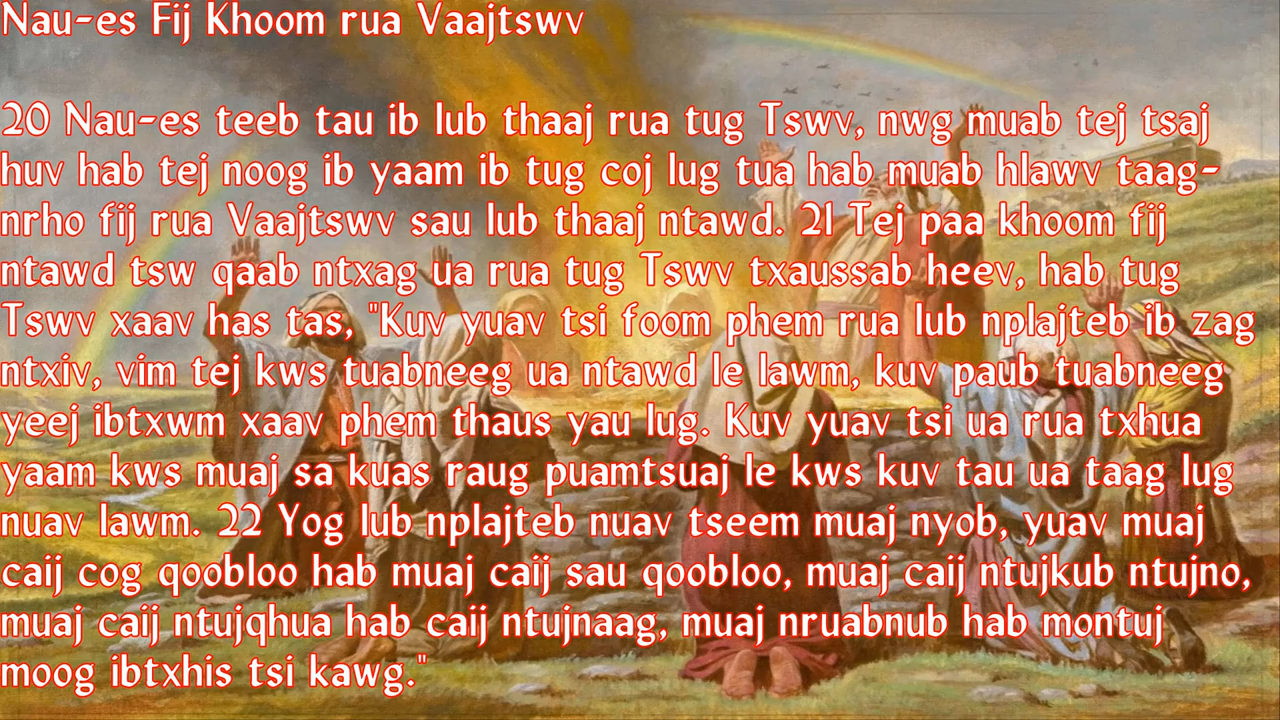 Nau-es Fij Khoom rua Vaajtswv
20 Nau-es teeb tau ib lub thaaj rua tug Tswv, nwg muab tej tsaj
huv hab tej noog ib yaam ib tug coj lug tua hab muab hlawv taag-
nrho fij rua Vaajtswv sau lub thaaj ntawd. 21 Tej paa khoom fij
ntawd tsw qaab ntxag ua rua tug Tswv txaussab heev, hab tug
Tswv xaav has tas, "Kuv yuav tsi foom phem rua lub nplajteb ib zag
ntxiv, vim tej kws tuabneeg ua ntawd le lawm, kuv paub tuabneeg
yeej ibtxwm xaav phem thaus yau lug. Kuv yuav tsi ua rua txhua
yaam kws muaj sa kuas raug puamtsuaj le kws kuv tau ua taag lug
nuav lawm. 22 Yog lub nplajteb nuav tseem muaj nyob, yuav muaj
caij cog qoobloo hab muaj caij sau qoobloo, muaj caij ntujkub ntujno,
muaj caij ntujqhua hab caij ntujnaag, muaj nruabnub hab montuj
moog ibtxhis tsi kawg."